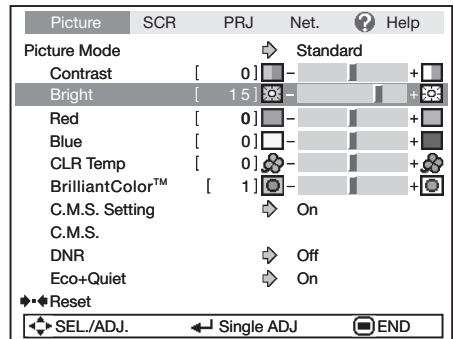 Picture SCR PRJ Net. ? Help
Picture Mode Standard
Contrast [ 0] - +
Bright [ 15] - +
Red [ 0] - +
Blue [ 0] - +
CLR Temp [ 0] - +
BrilliantColor™ [ 1] - +
C.M.S. Setting On
C.M.S.
DNR Off
Eco+Quiet On
Reset
SEL./ADJ. Single ADJ END